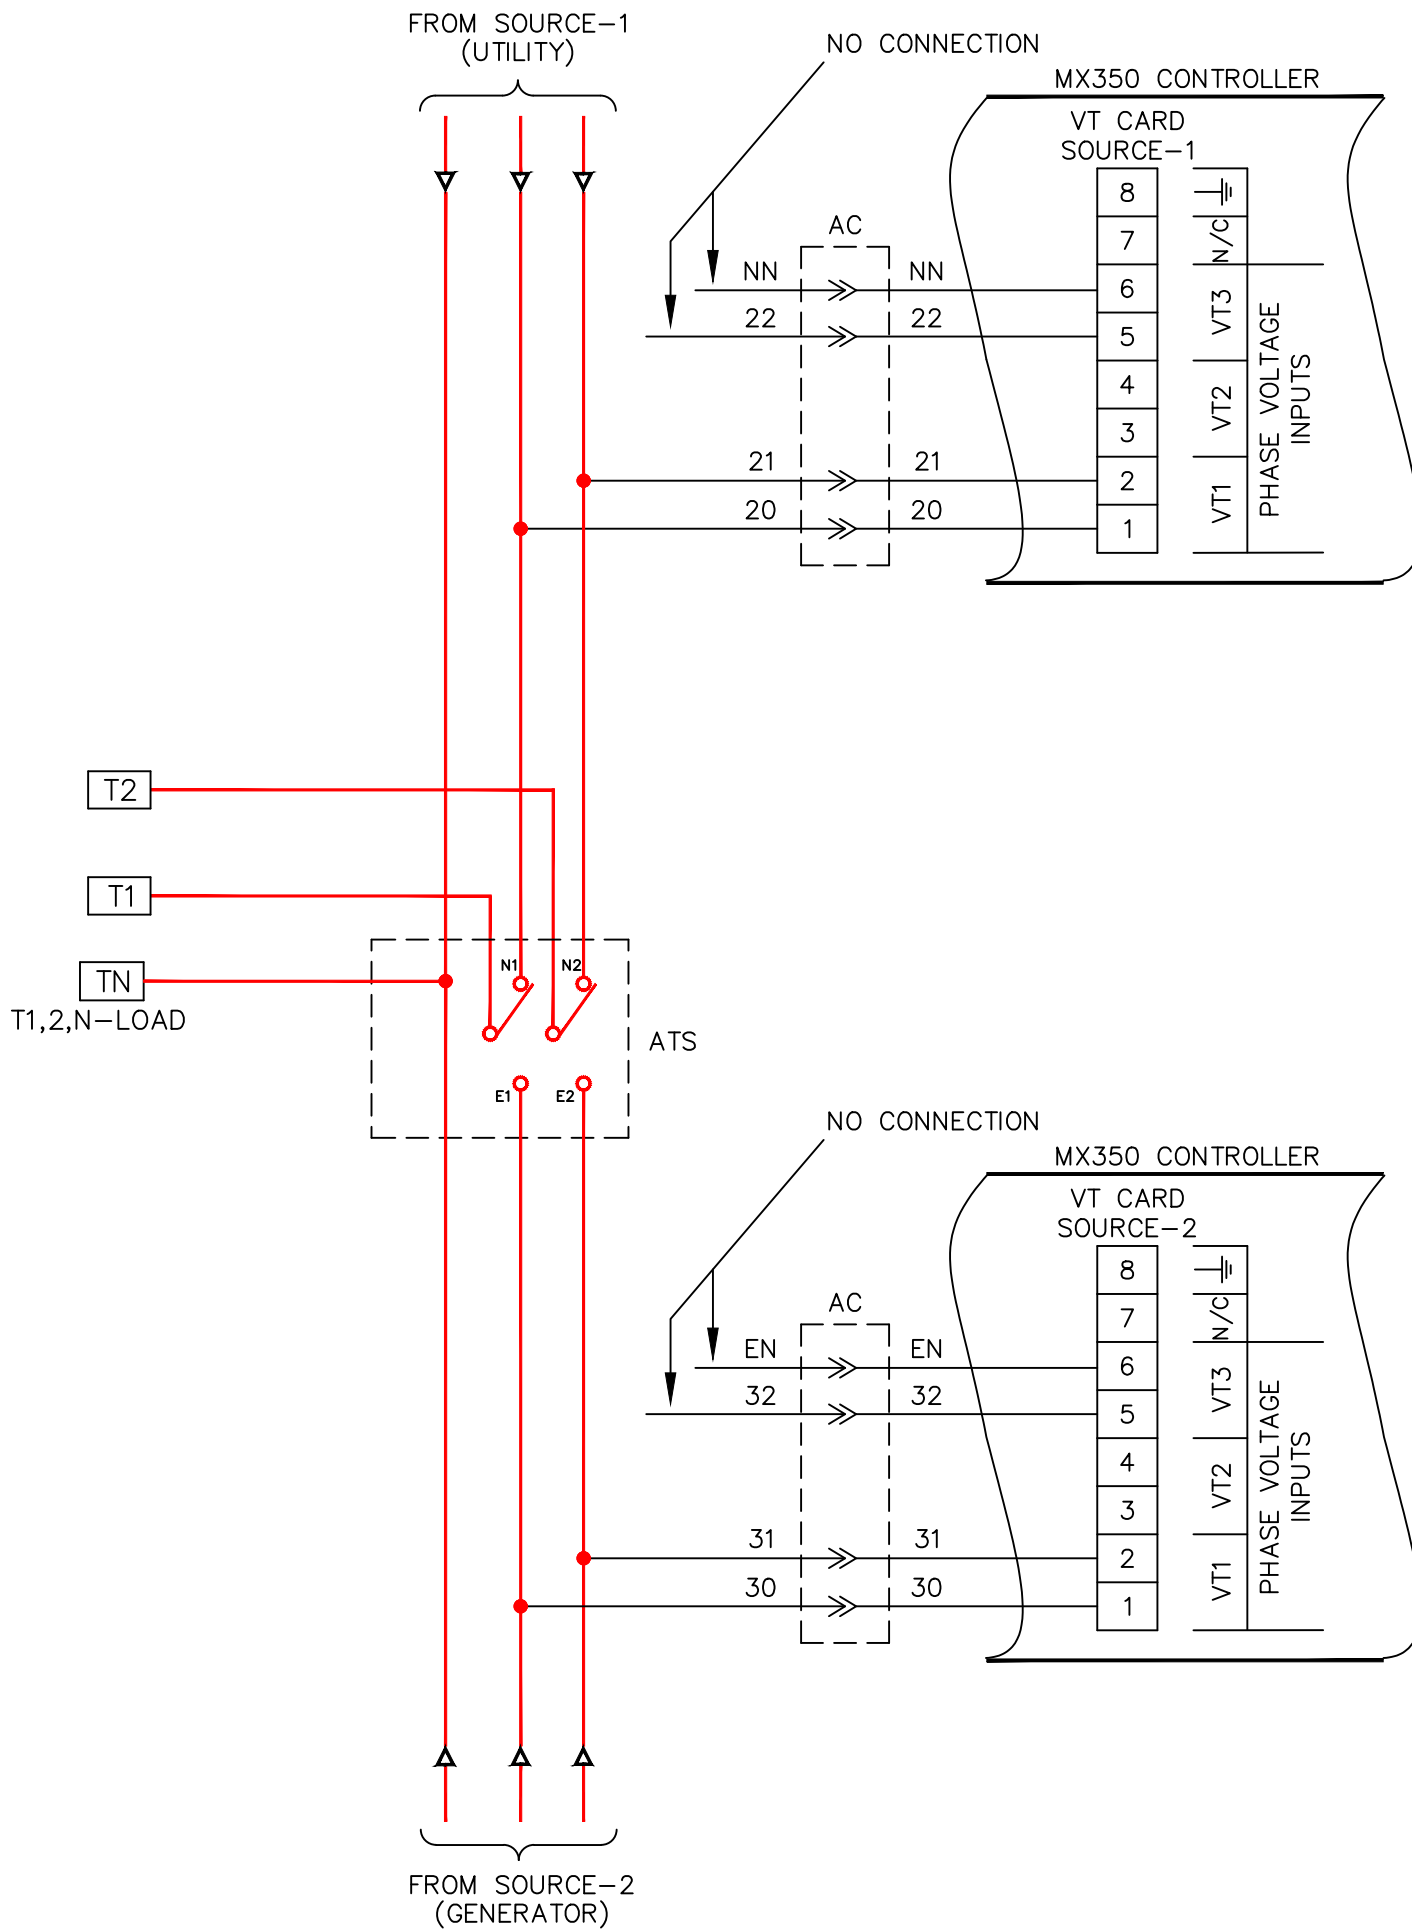 FROM SOURCE-1
(UTILITY)
NO CONNECTION
MX350 CONTROLLER
VT CARD
SOURCE-1
8
7
N/C
AC
NN
NN
6
22
22
5
VT3
4
3
VT2
21
21
2
20
20
1
VT1
PHASE VOLTAGE
INPUTS
T2
T1
TN
T1,2,N-LOAD
N1
N2
ATS
E1
E2
NO CONNECTION
MX350 CONTROLLER
VT CARD
SOURCE-2
8
7
N/C
AC
EN
EN
6
32
32
5
VT3
4
3
VT2
31
31
2
30
30
1
VT1
PHASE VOLTAGE
INPUTS
FROM SOURCE-2
(GENERATOR)